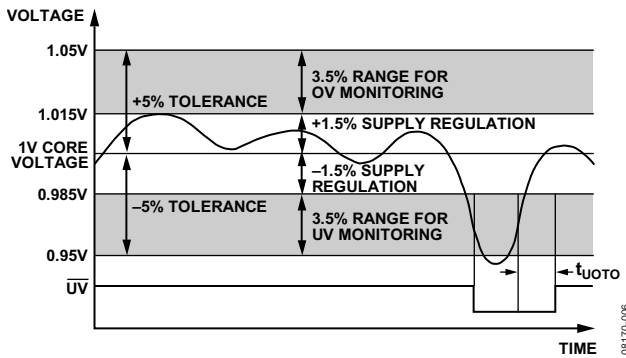 VOLTAGE
1.05V
3.5% RANGE FOR
OV MONITORING
+5% TOLERANCE
1.015V
+1.5% SUPPLY REGULATION
1V CORE
VOLTAGE
–1.5% SUPPLY
REGULATION
0.985V
–5% TOLERANCE
3.5% RANGE FOR
UV MONITORING
0.95V
tUOTO
UV
TIME
08170-006